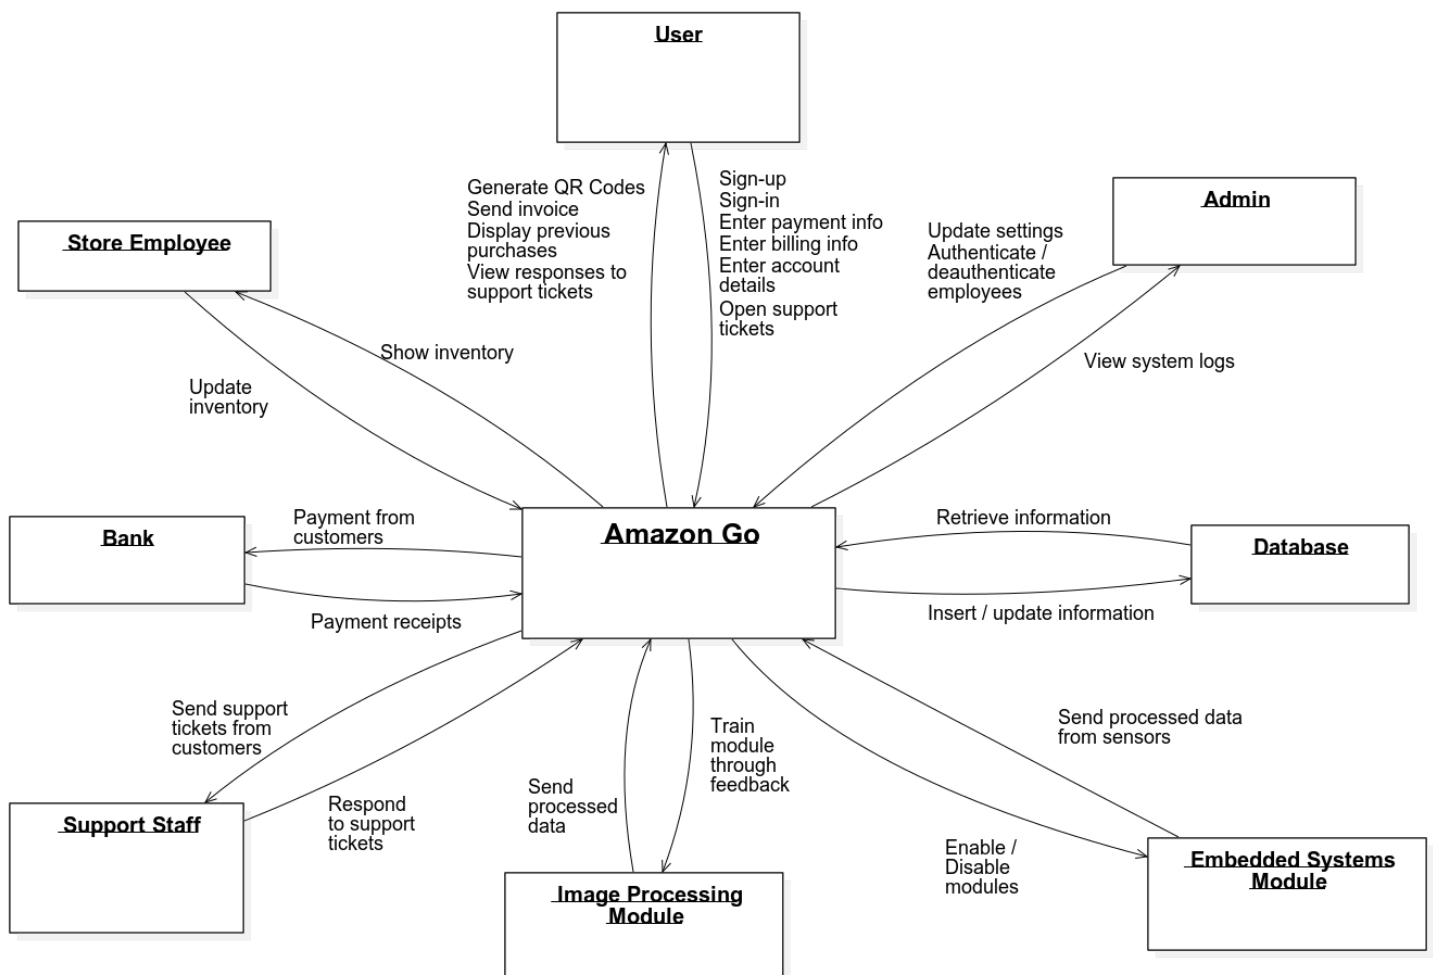 User
Generate QR Codes
Send invoice
Display previous
purchases
View responses to
support tickets
Sign-up
Sign-in
Enter payment info
Enter billing info
Enter account
details
Open support
tickets
Admin
Update settings
Authenticate /
deauthenticate
employees
View system logs
Store Employee
Show inventory
Update
inventory
Bank
Payment from
customers
Payment receipts
Amazon Go
Retrieve information
Database
Insert / update information
Send support
tickets from
customers
Support Staff
Respond
to support
tickets
Send
processed
data
Train
module
through
feedback
Image Processing
Module
Send processed data
from sensors
Enable /
Disable
modules
Embedded Systems
Module